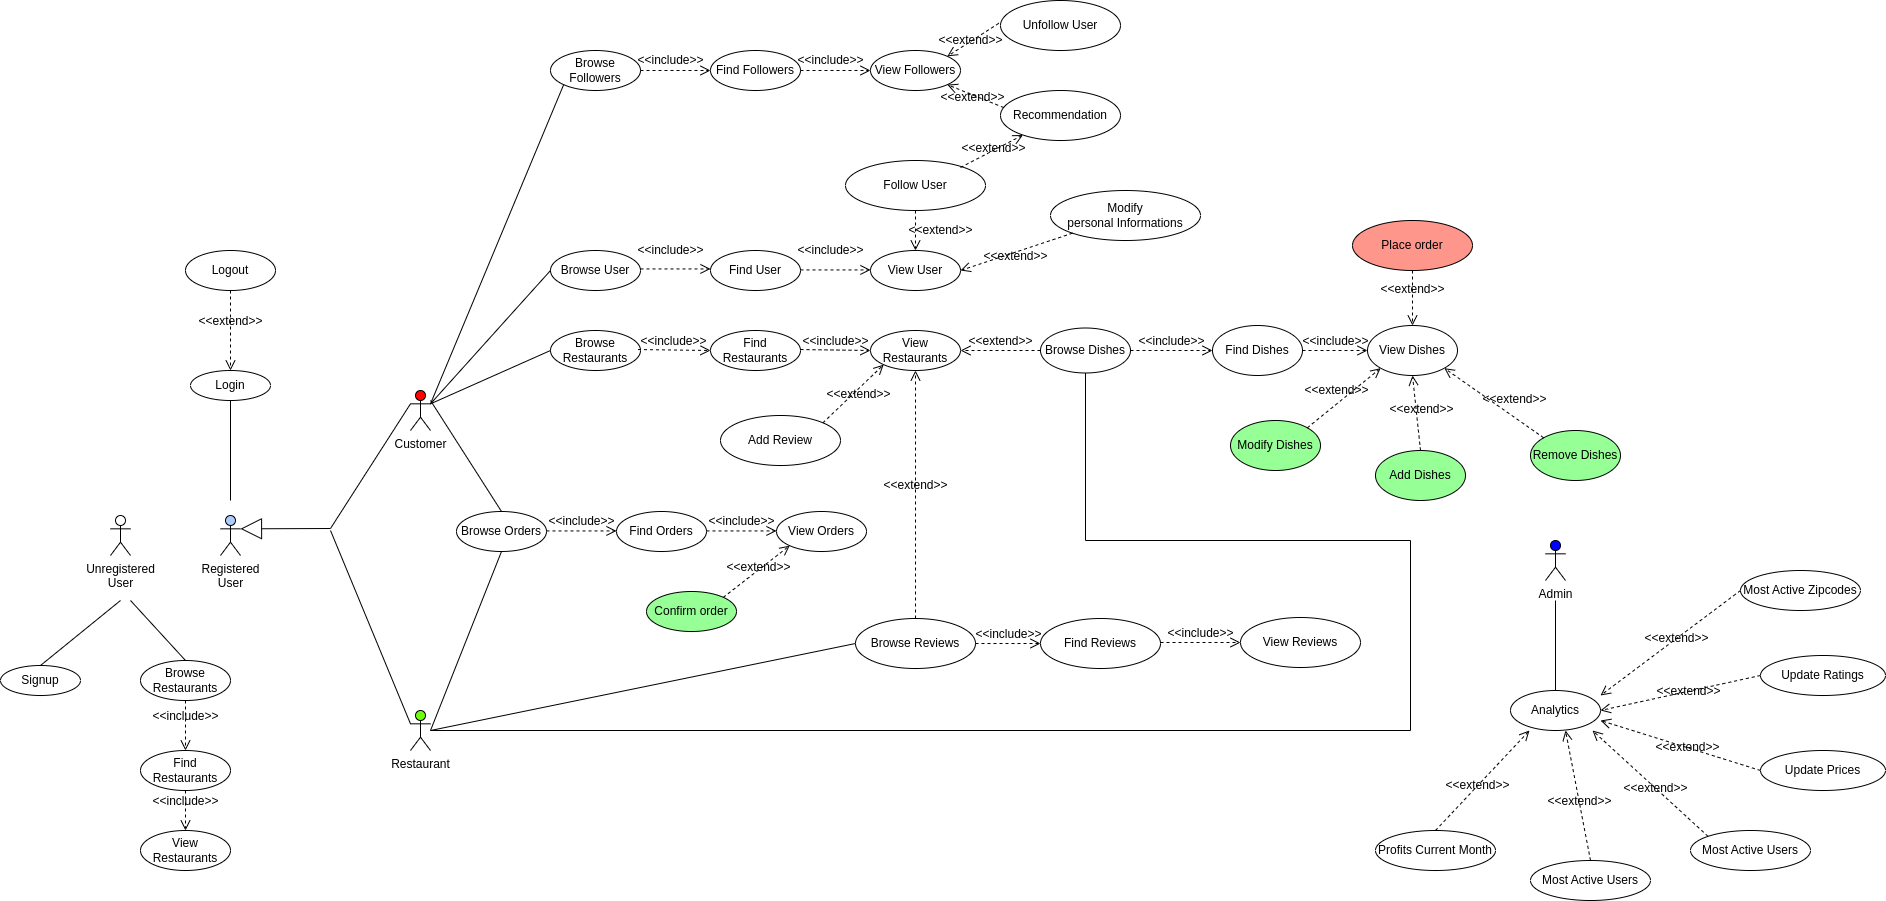 Unfollow User
<<extend>>
Browse
Followers
<<include>>
Find Followers
<<include>>
View Followers
<<extend>>
Recommendation
<<extend>>
Follow User
<<extend>>
Modify
personal Informations
<<extend>>
Browse User
<<include>>
Find User
<<include>>
View User
Logout
<<extend>>
Login
Place order
<<extend>>
Browse
Restaurants
<<include>>
Find
Restaurants
<<include>>
View
Restaurants
<<extend>>
Browse Dishes
<<include>>
Find Dishes
<<include>>
View Dishes
<<extend>>
<<extend>>
<<extend>>
<<extend>>
Customer
Add Review
Modify Dishes
Add Dishes
Remove Dishes
<<extend>>
Unregistered
User
Registered
User
Browse Orders
<<include>>
Find Orders
<<include>>
View Orders
<<extend>>
Confirm order
Browse Reviews
<<include>>
Find Reviews
<<include>>
View Reviews
Signup
Browse
Restaurants
<<include>>
Find
Restaurants
<<include>>
View
Restaurants
Restaurant
Admin
Most Active Zipcodes
<<extend>>
Update Ratings
<<extend>>
Analytics
<<extend>>
Update Prices
<<extend>>
<<extend>>
<<extend>>
Profits Current Month
Most Active Users
Most Active Users